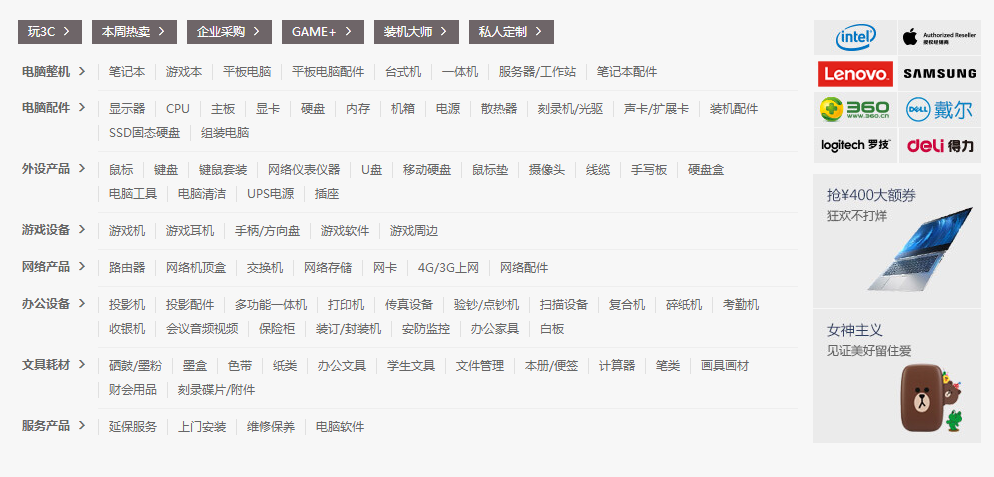 玩3C > 本周热卖 > 企业采购 > GAME+ > 装机大师 > 私人定制 >
电脑整机 > 笔记本 游戏本 平板电脑 平板电脑配件 台式机 一体机 服务器/工作站 笔记本配件
电脑配件 > 显示器 CPU 主板 显卡 硬盘 内存 机箱 电源 散热器 刻录机/光驱 声卡/扩展卡 装机配件
SSD固态硬盘 组装电脑
外设产品 > 鼠标 键盘 键鼠套装 网络仪表仪器 U盘 移动硬盘 鼠标垫 摄像头 线缆 手写板 硬盘盒
电脑工具 电脑清洁 UPS电源 插座
游戏设备 > 游戏机 游戏耳机 手柄/方向盘 游戏软件 游戏周边
网络产品 > 路由器 网络机顶盒 交换机 网络存储 网卡 4G/3G上网 网络配件
办公设备 > 投影机 投影配件 多功能一体机 打印机 传真设备 验钞/点钞机 扫描设备 复合机 碎纸机 考勤机
收银机 会议音频视频 保险柜 装订/封装机 安防监控 办公家具 白板
文具耗材 > 硒鼓/墨粉 墨盒 色带 纸类 办公文具 学生文具 文件管理 本册/便签 计算器 笔类 画具画材
财会用品 刻录碟片/附件
服务产品 > 延保服务 上门安装 维修保养 电脑软件
intel Authorized Reseller
授权经销商
Lenovo. SAMSUNG
360 DELL 戴尔
www.360.cn
logitech 罗技 deli 得力
抢¥400大额券
狂欢不打烊
女神主义
见证美好留住爱